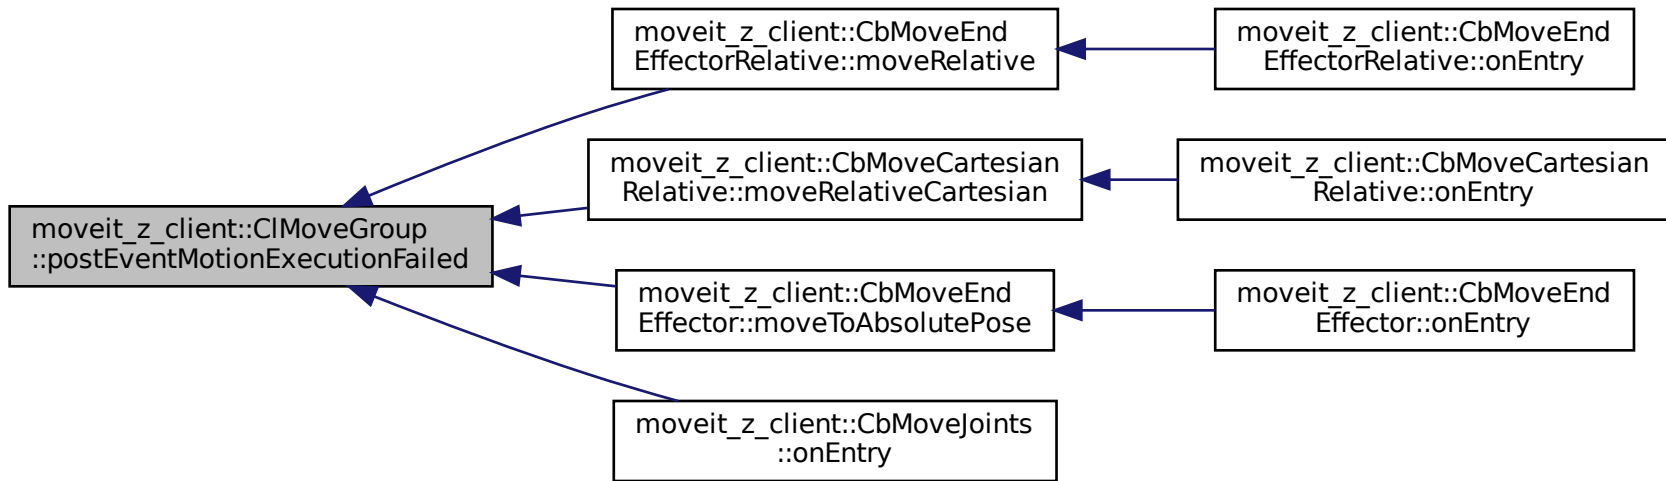 moveit_z_client::CbMoveEnd
EffectorRelative::moveRelative
moveit_z_client::CbMoveEnd
EffectorRelative::onEntry
moveit_z_client::CbMoveCartesian
Relative::moveRelativeCartesian
moveit_z_client::CbMoveCartesian
Relative::onEntry
moveit_z_client::ClMoveGroup
::postEventMotionExecutionFailed
moveit_z_client::CbMoveEnd
Effector::moveToAbsolutePose
moveit_z_client::CbMoveEnd
Effector::onEntry
moveit_z_client::CbMoveJoints
::onEntry